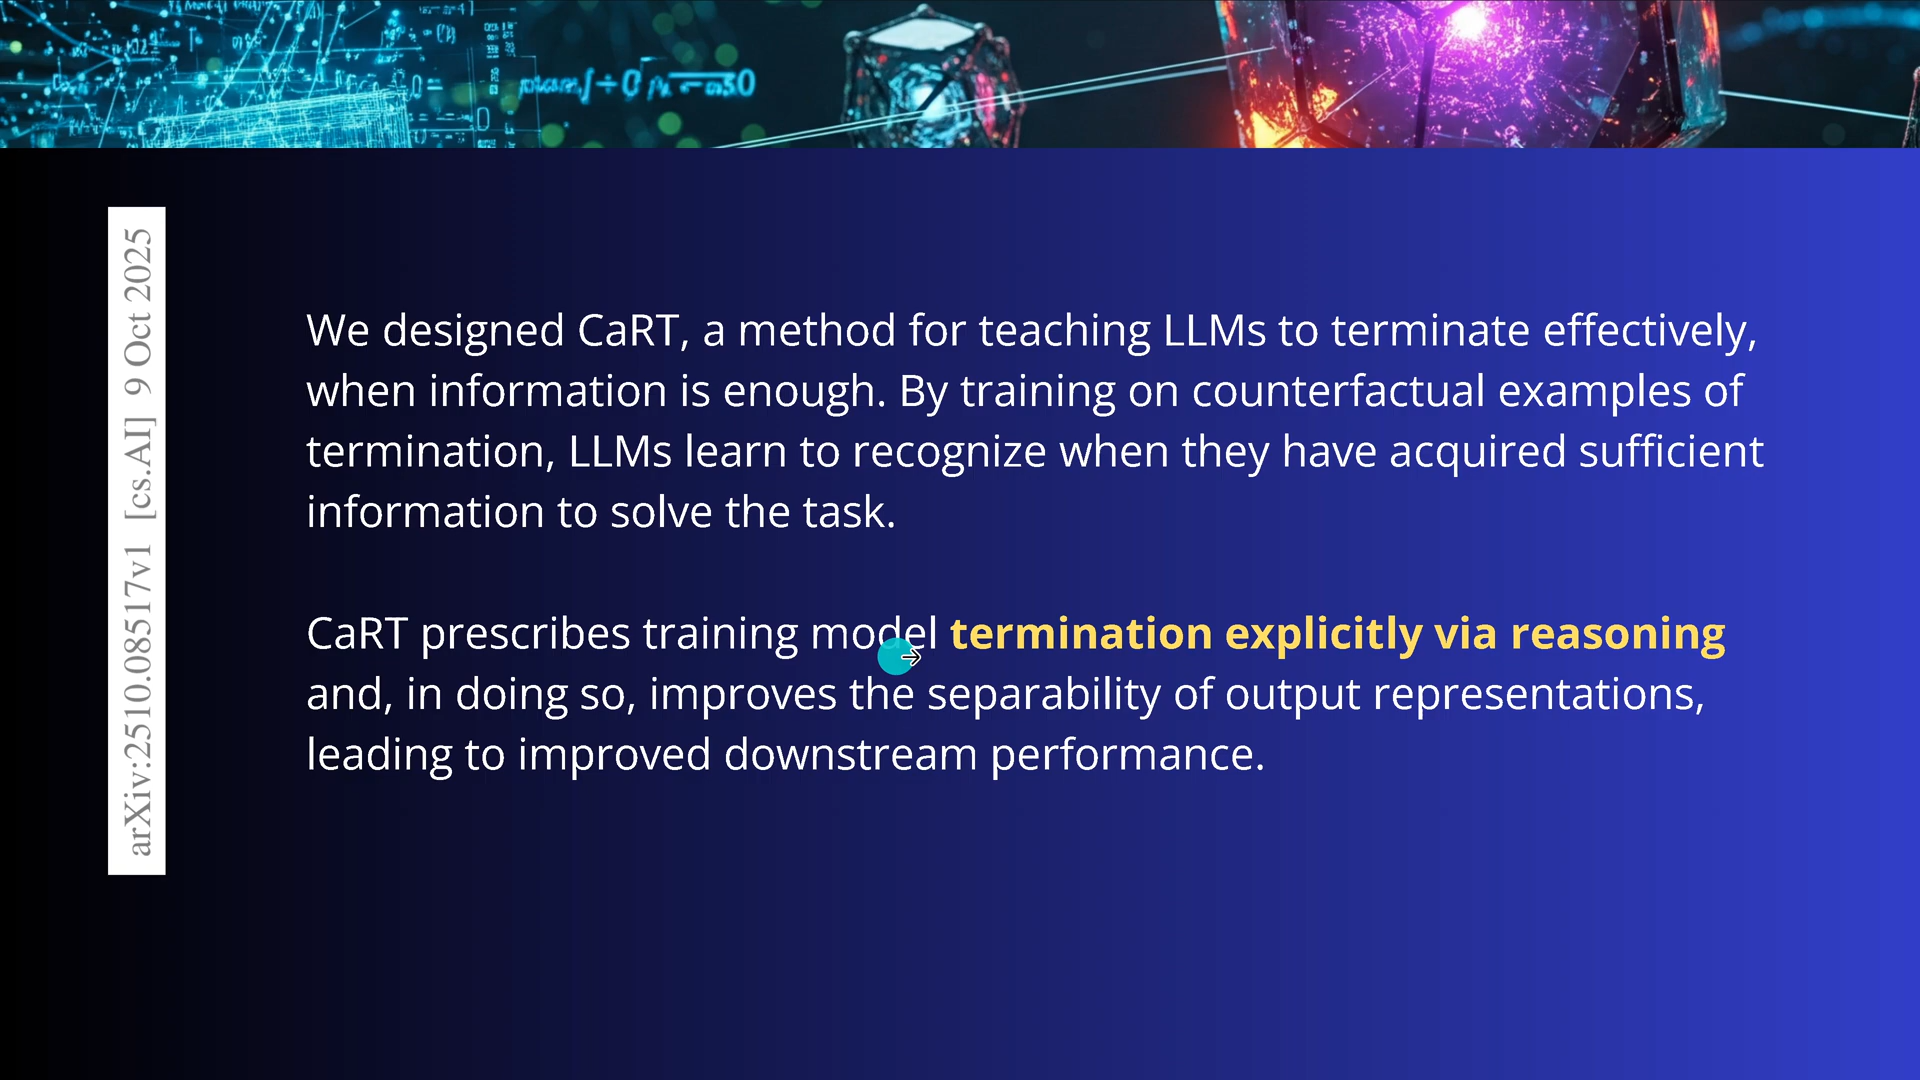 arXiv:2510.08517v1 [cs.AI] 9 Oct 2025
We designed CaRT, a method for teaching LLMs to terminate effectively,
when information is enough. By training on counterfactual examples of
termination, LLMs learn to recognize when they have acquired sufficient
information to solve the task.
CaRT prescribes training model termination explicitly via reasoning
and, in doing so, improves the separability of output representations,
leading to improved downstream performance.